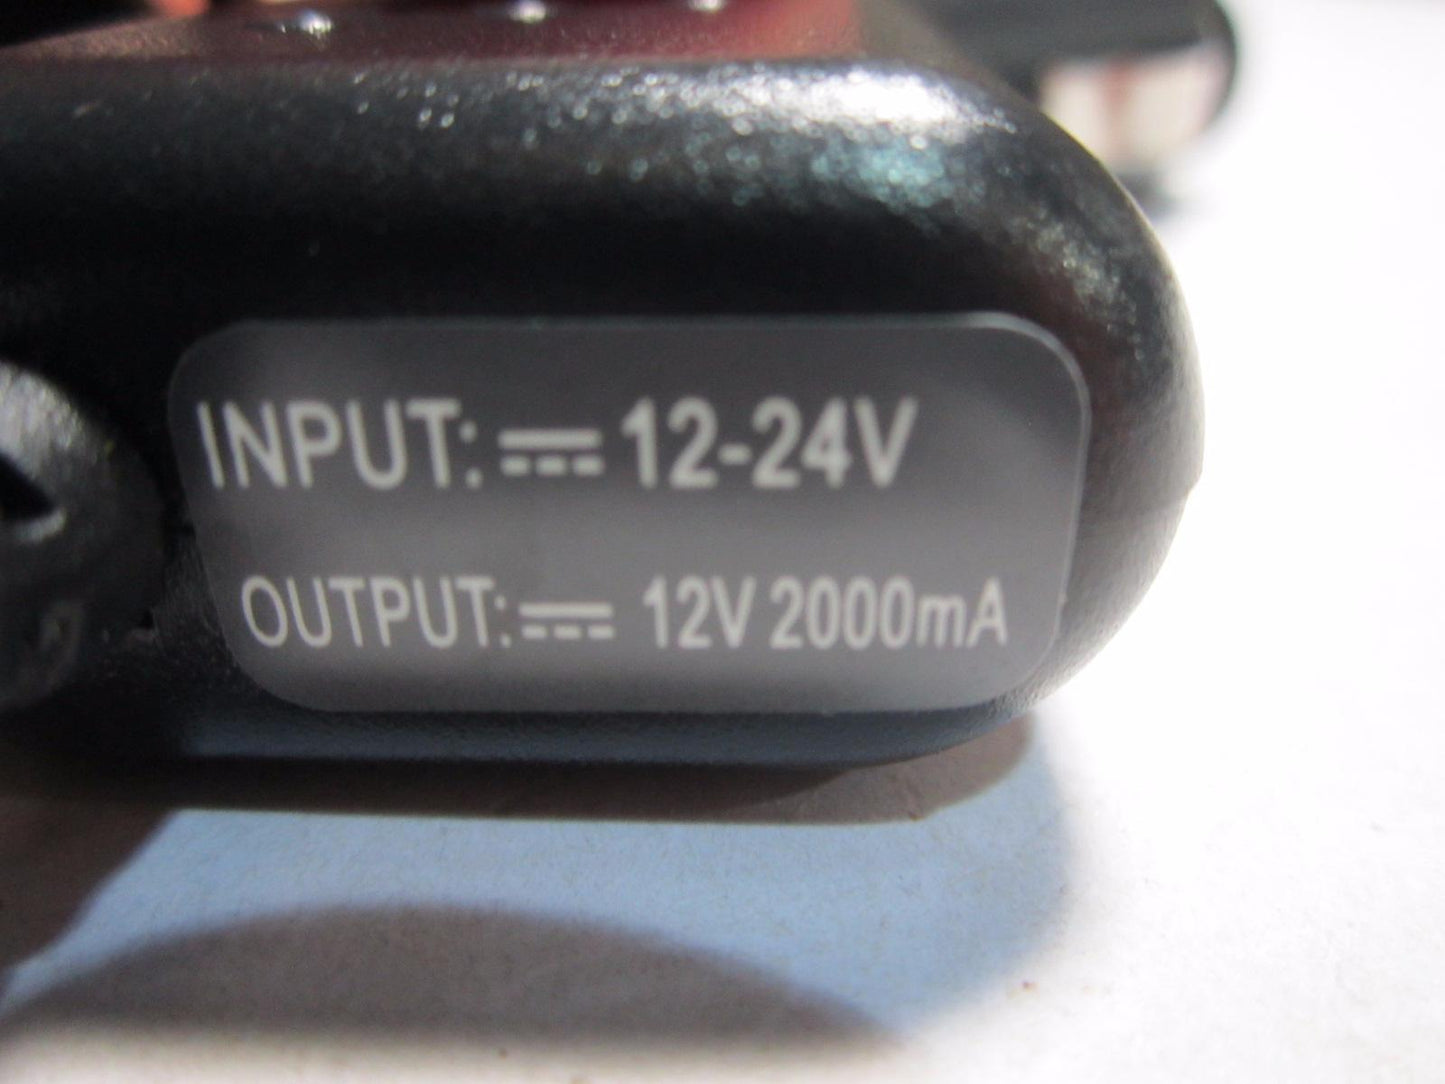 INPUT: ⎓ 12-24V
OUTPUT: ⎓ 12V 2000mA